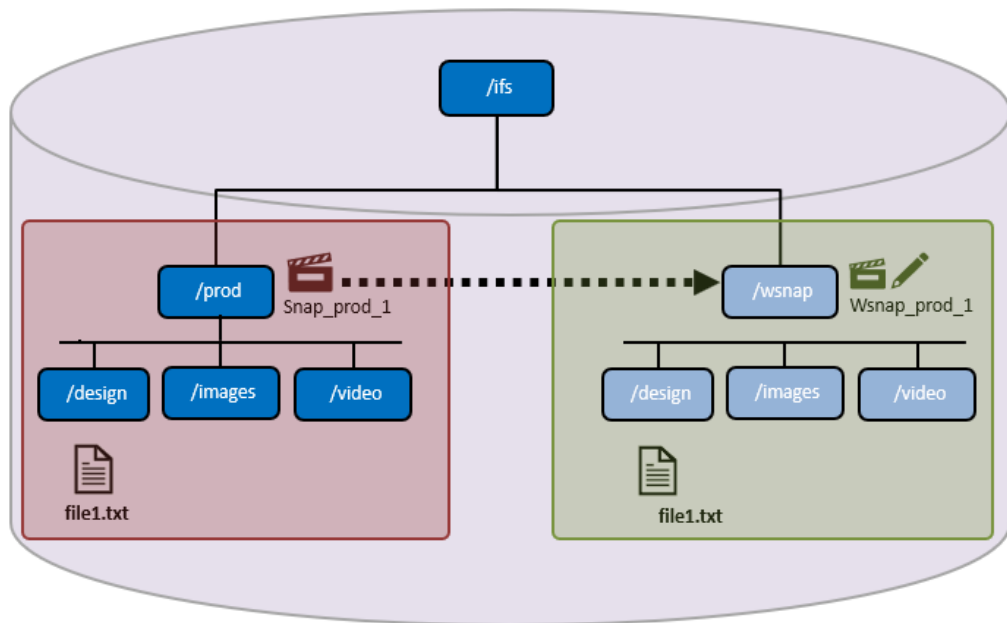 /ifs
/prod
Snap_prod_1
/wsnap
Wsnap_prod_1
/design
/images
/video
/design
/images
/video
file1.txt
file1.txt